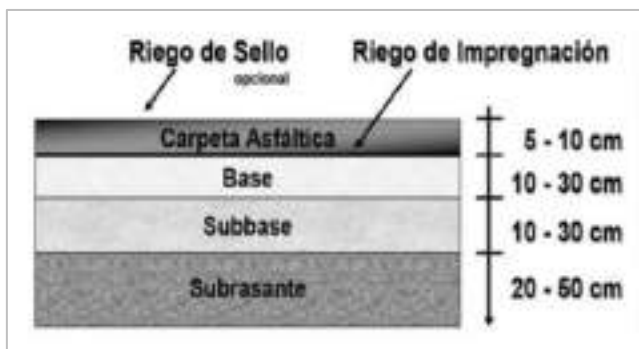 Riego de Sello
opcional
Riego de Impregnación
Carpeta Asfáltica
5 - 10 cm
Base
10 - 30 cm
Subbase
10 - 30 cm
Subrasante
20 - 50 cm